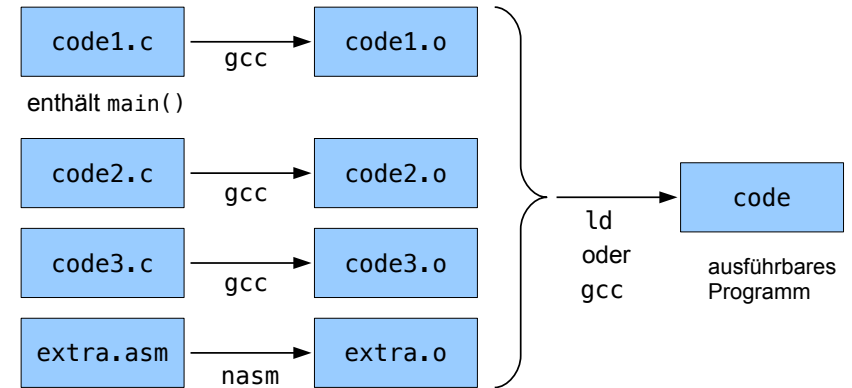 code1.c
gcc
code1.o
enthält main()
code2.c
gcc
code2.o
code3.c
gcc
code3.o
extra.asm
nasm
extra.o
ld
oder
gcc
code
ausführbares
Programm